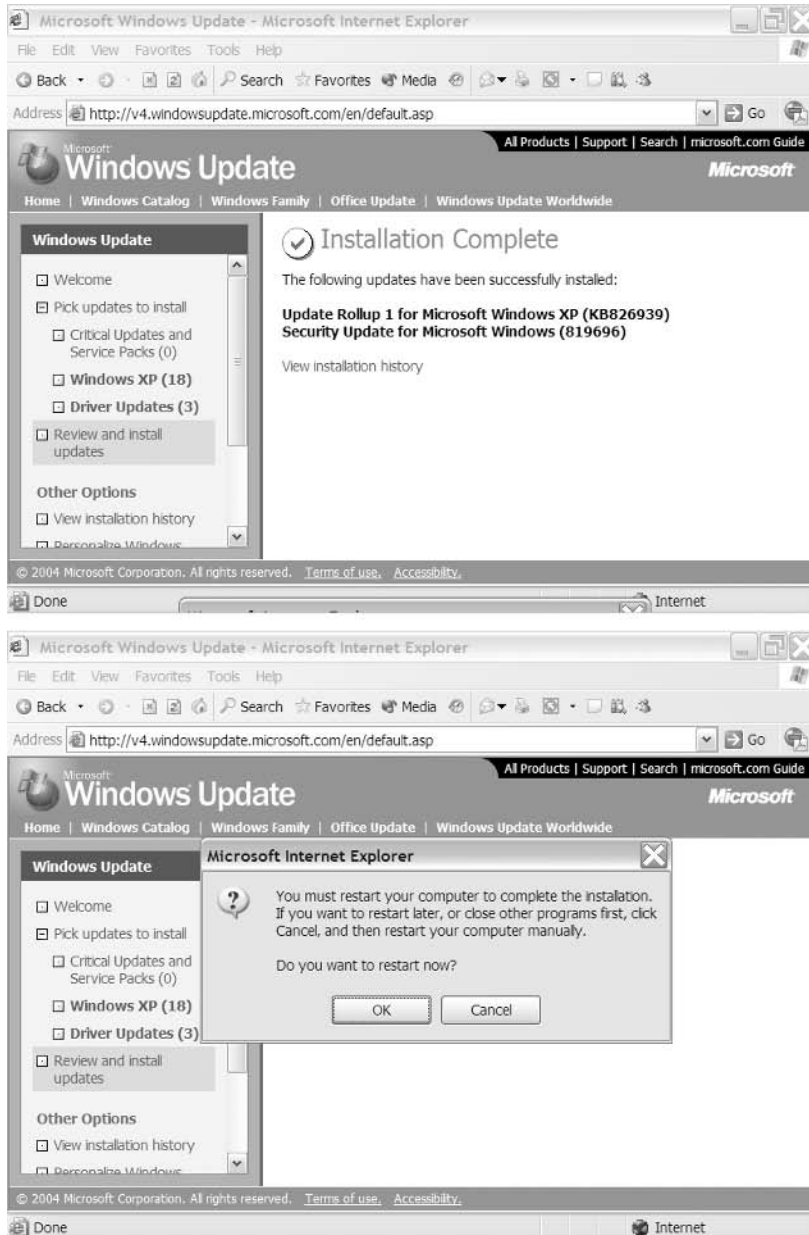 Microsoft Windows Update - Microsoft Internet Explorer
File Edit View Favorites Tools Help
Back Search Favorites Media
Address http://v4.windowsupdate.microsoft.com/en/default.asp Go
All Products | Support | Search | microsoft.com Guide
Microsoft
Windows Update
Microsoft
Home | Windows Catalog | Windows Family | Office Update | Windows Update Worldwide
Windows Update
Welcome
Pick updates to install
Critical Updates and
Service Packs (0)
Windows XP (18)
Driver Updates (3)
Review and install
updates
Other Options
View installation history
Personalize Windows
Installation Complete
The following updates have been successfully installed:
Update Rollup 1 for Microsoft Windows XP (KB826939)
Security Update for Microsoft Windows (819696)
View installation history
© 2004 Microsoft Corporation. All rights reserved. Terms of use. Accessibility.
Done Internet
Microsoft Windows Update - Microsoft Internet Explorer
File Edit View Favorites Tools Help
Back Search Favorites Media
Address http://v4.windowsupdate.microsoft.com/en/default.asp Go
All Products | Support | Search | microsoft.com Guide
Microsoft
Windows Update
Microsoft
Home | Windows Catalog | Windows Family | Office Update | Windows Update Worldwide
Windows Update
Welcome
Pick updates to install
Critical Updates and
Service Packs (0)
Windows XP (18)
Driver Updates (3)
Review and install
updates
Other Options
View installation history
Personalize Windows
Microsoft Internet Explorer
You must restart your computer to complete the installation.
If you want to restart later, or close other programs first, click
Cancel, and then restart your computer manually.
Do you want to restart now?
OK Cancel
© 2004 Microsoft Corporation. All rights reserved. Terms of use. Accessibility.
Done Internet